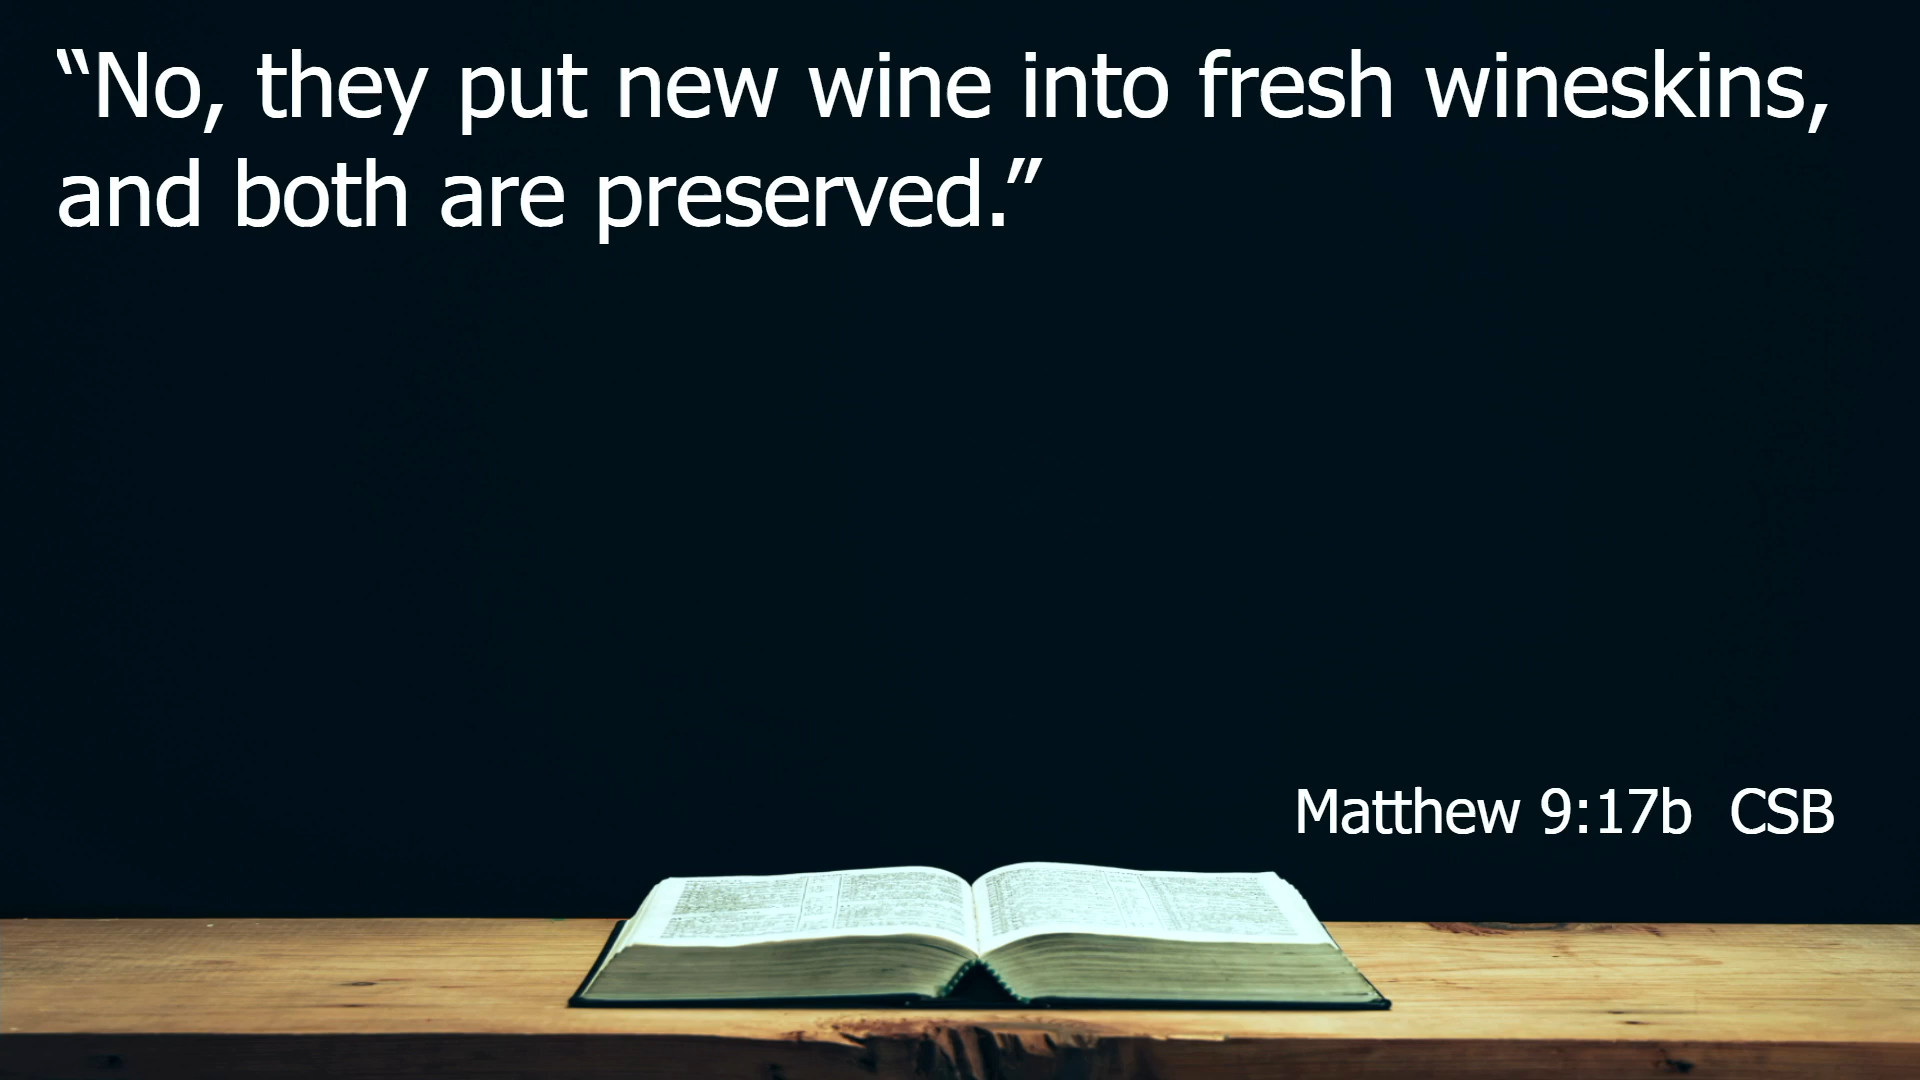 “No, they put new wine into fresh wineskins,
and both are preserved.”
Matthew 9:17b  CSB